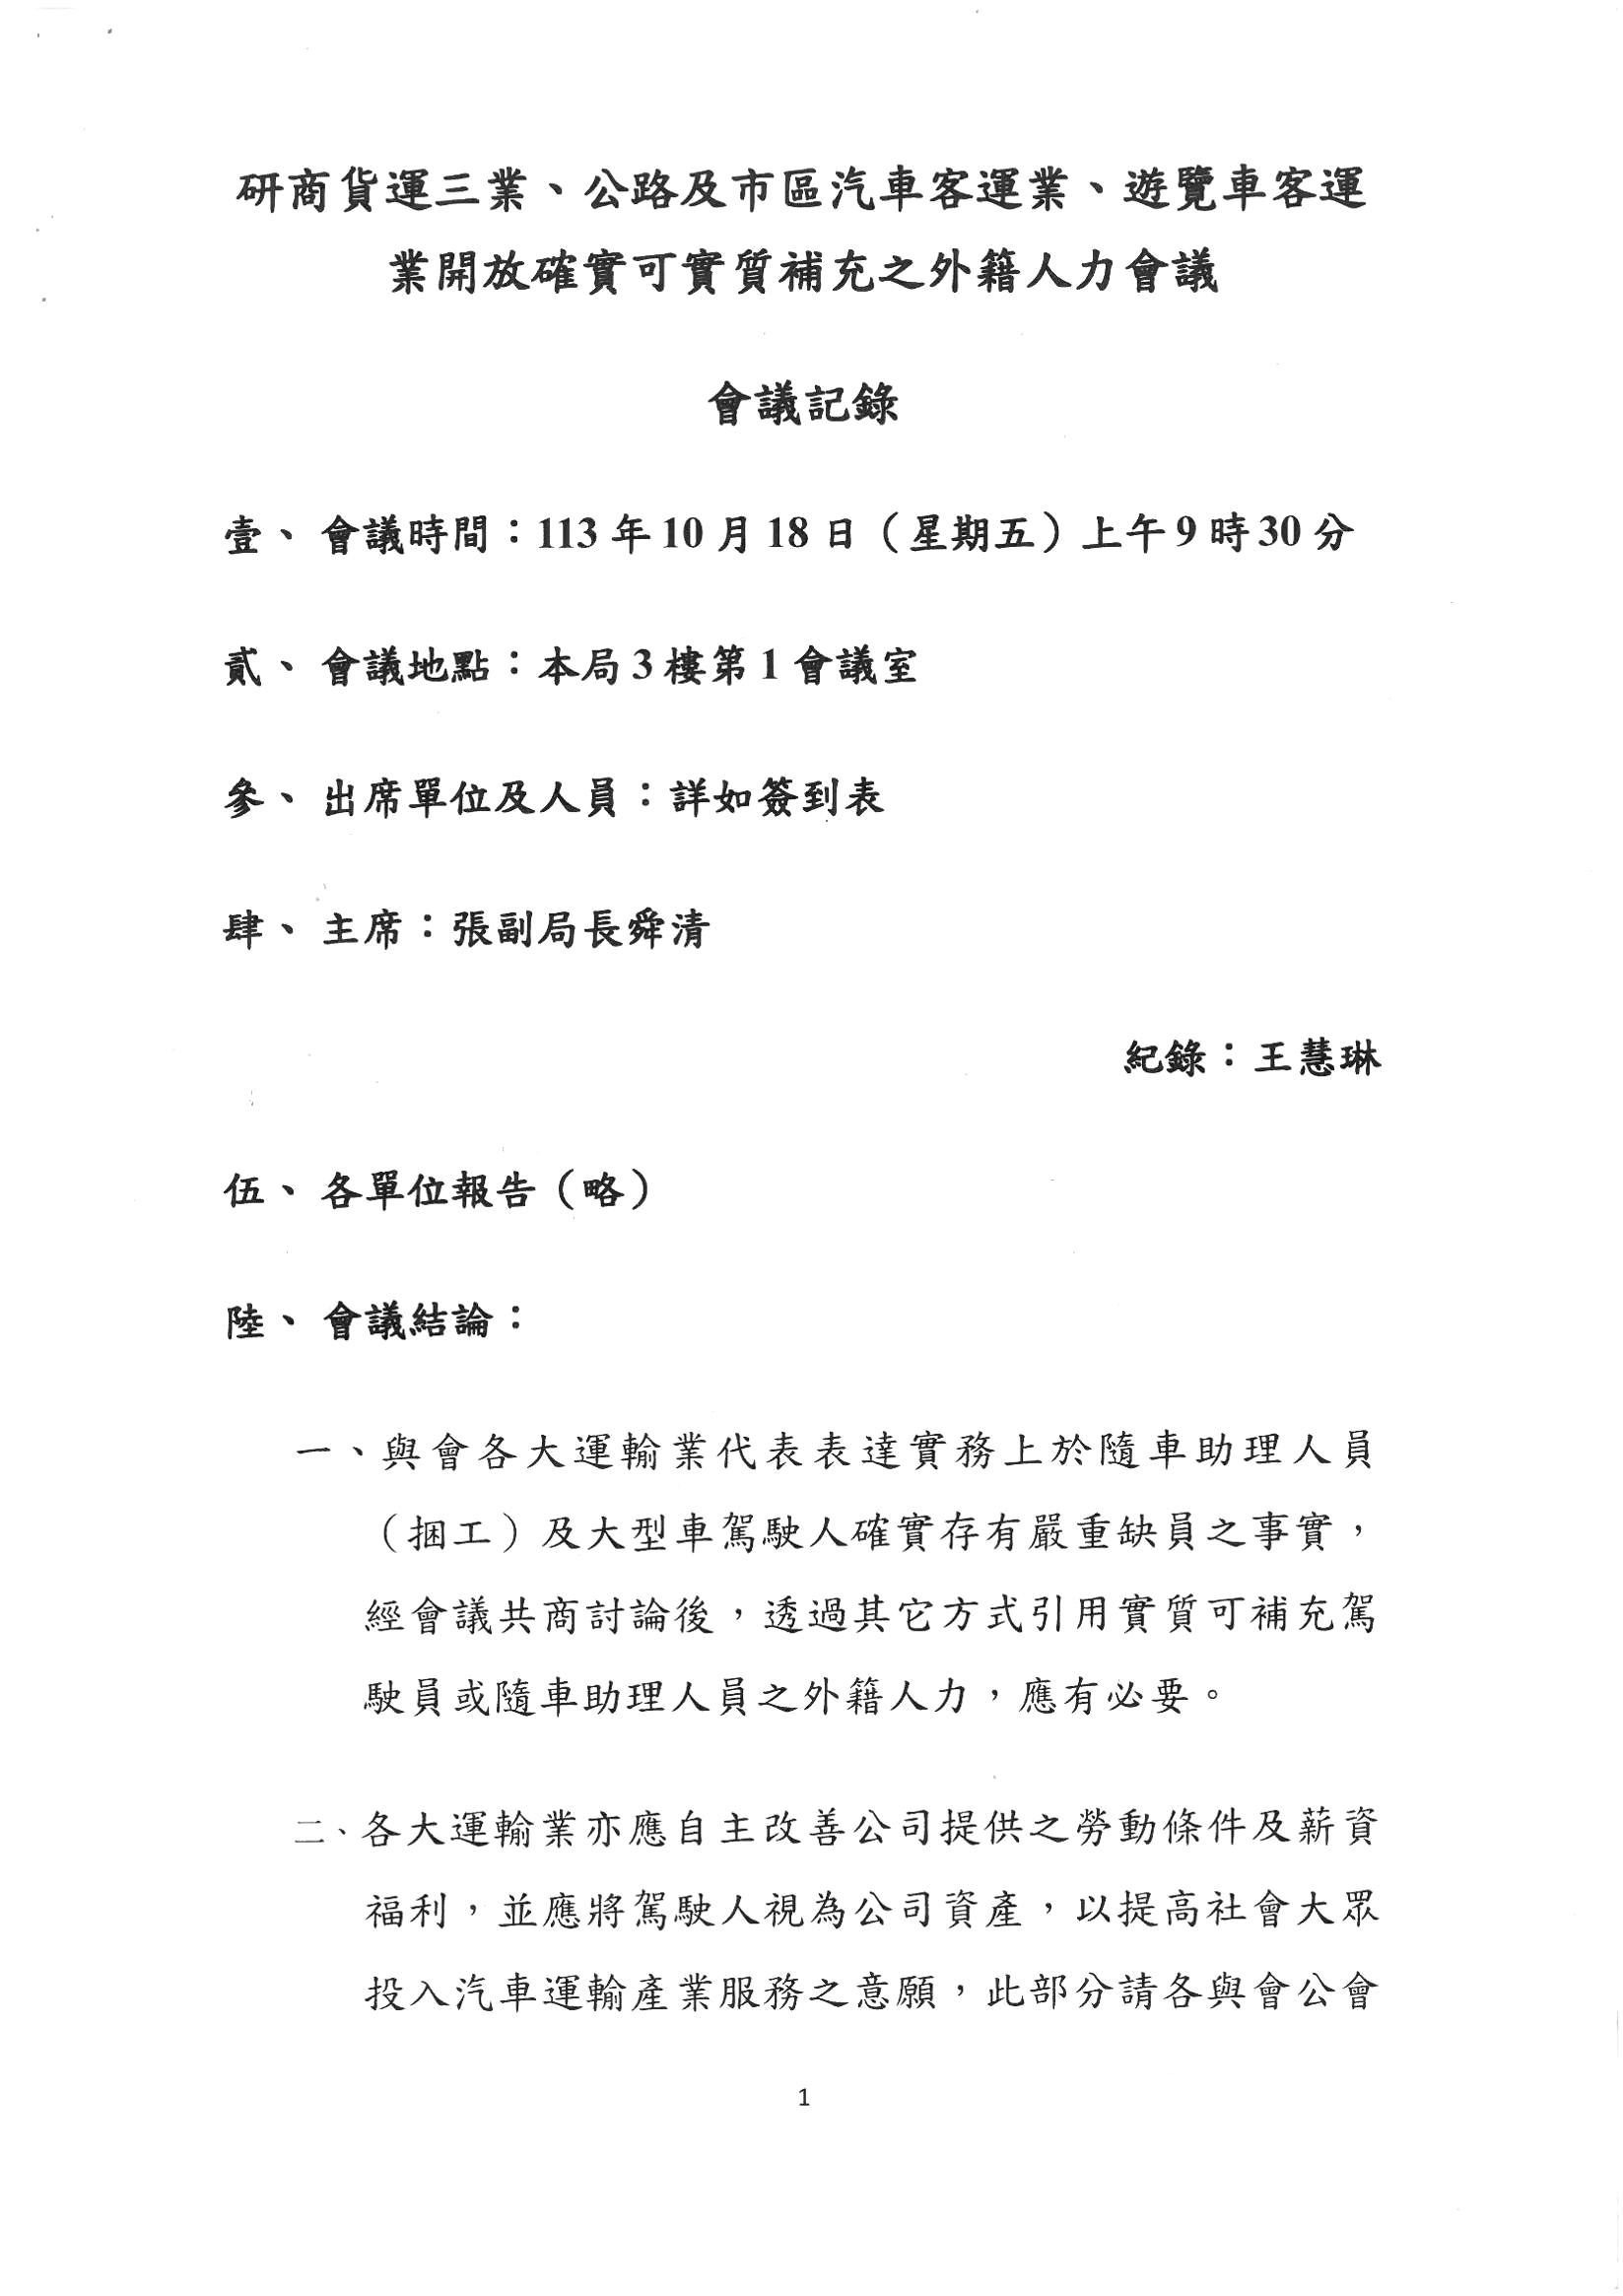 研商貨運三業、公路及市區汽車客運業、遊覽車客運
業開放確實可實質補充之外籍人力會議
會議記錄
壹、 會議時間：113 年 10 月 18 日（星期五）上午 9 時 30 分
貳、 會議地點：本局 3 樓第 1 會議室
參、 出席單位及人員：詳如簽到表
肆、 主席：張副局長舜清
紀錄：王慧琳
伍、 各單位報告（略）
陸、 會議結論：
一、與會各大運輸業代表表達實務上於隨車助理人員
（捆工）及大型車駕駛人確實存有嚴重缺員之事實，
經會議共商討論後，透過其它方式引用實質可補充駕
駛員或隨車助理人員之外籍人力，應有必要。
二、各大運輸業亦應自主改善公司提供之勞動條件及薪資
福利，並應將駕駛人視為公司資產，以提高社會大眾
投入汽車運輸產業服務之意願，此部分請各與會公會
1